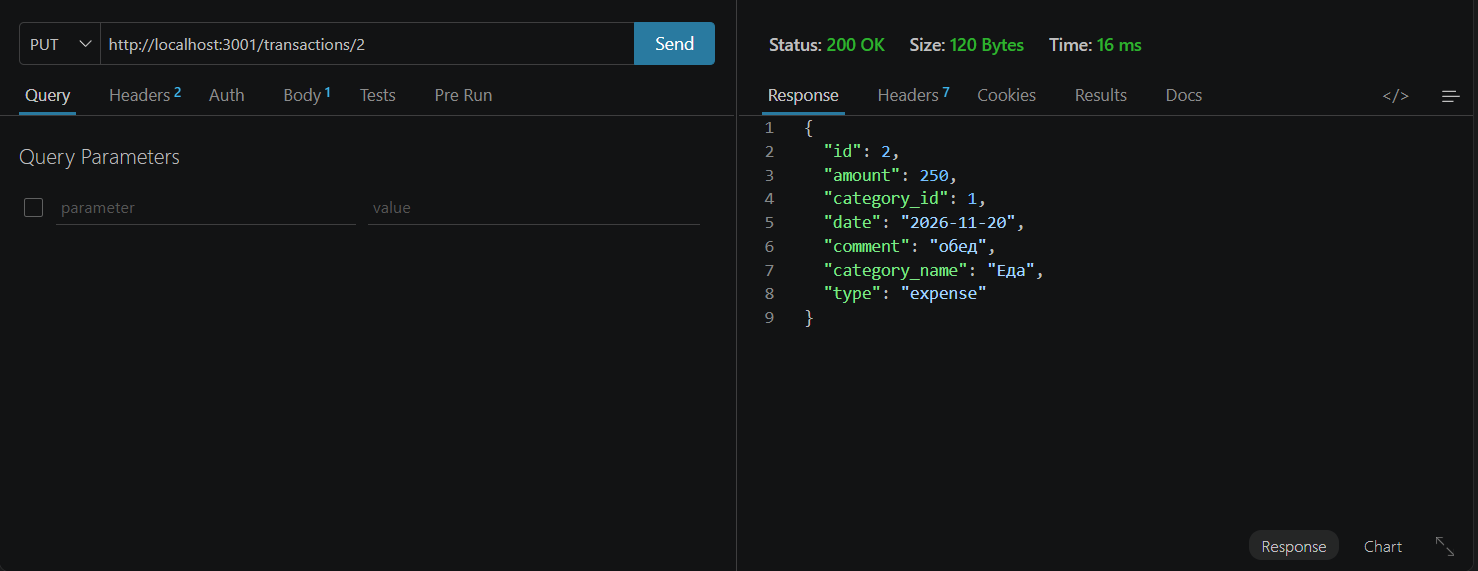 PUT http://localhost:3001/transactions/2 Send
Query Headers 2 Auth Body 1 Tests Pre Run
Query Parameters
parameter value
Status: 200 OK Size: 120 Bytes Time: 16 ms
Response Headers 7 Cookies Results Docs </>
1 {
2 "id": 2,
3 "amount": 250,
4 "category_id": 1,
5 "date": "2026-11-20",
6 "comment": "обед",
7 "category_name": "Еда",
8 "type": "expense"
9 }
Response Chart